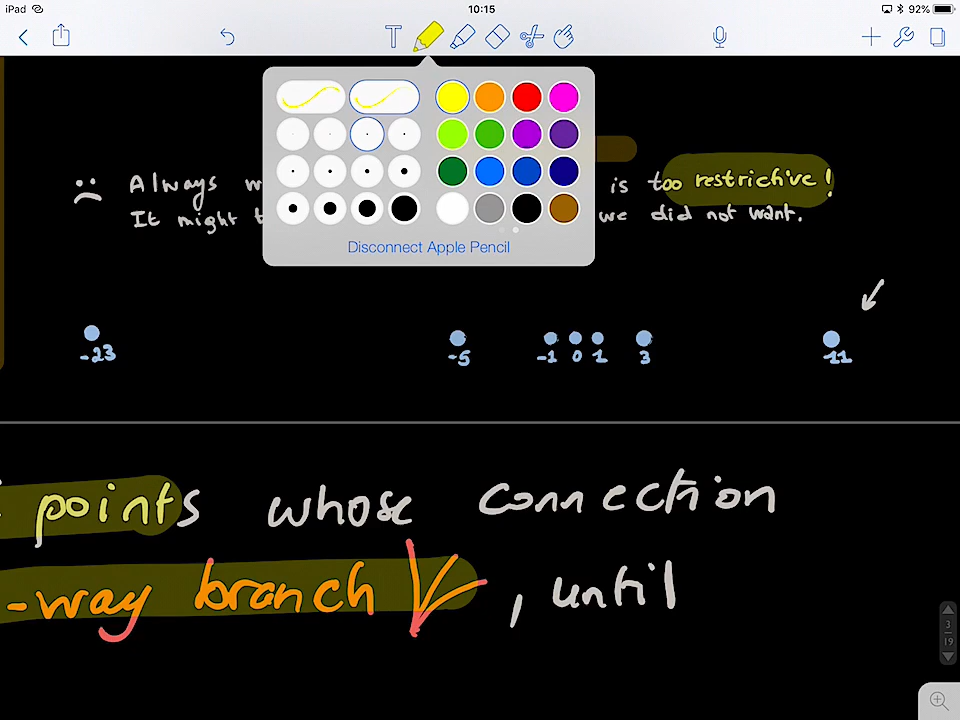 iPad 10:15 92%
T
Always w is too restrictive!
It might t we did not want.
Disconnect Apple Pencil
-23 -5 -1 0 1 3 11
points whose connection
-way branch , until
3
19